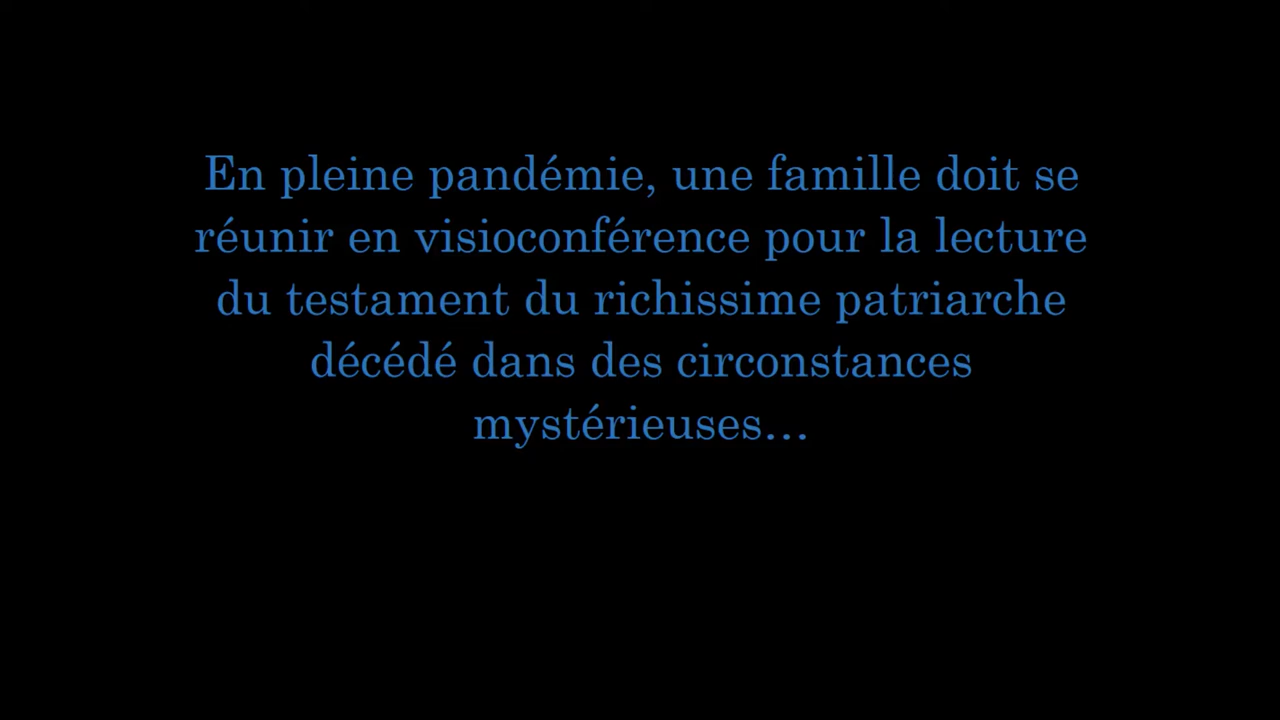 En pleine pandémie, une famille doit se
réunir en visioconférence pour la lecture
du testament du richissime patriarche
décédé dans des circonstances
mystérieuses…